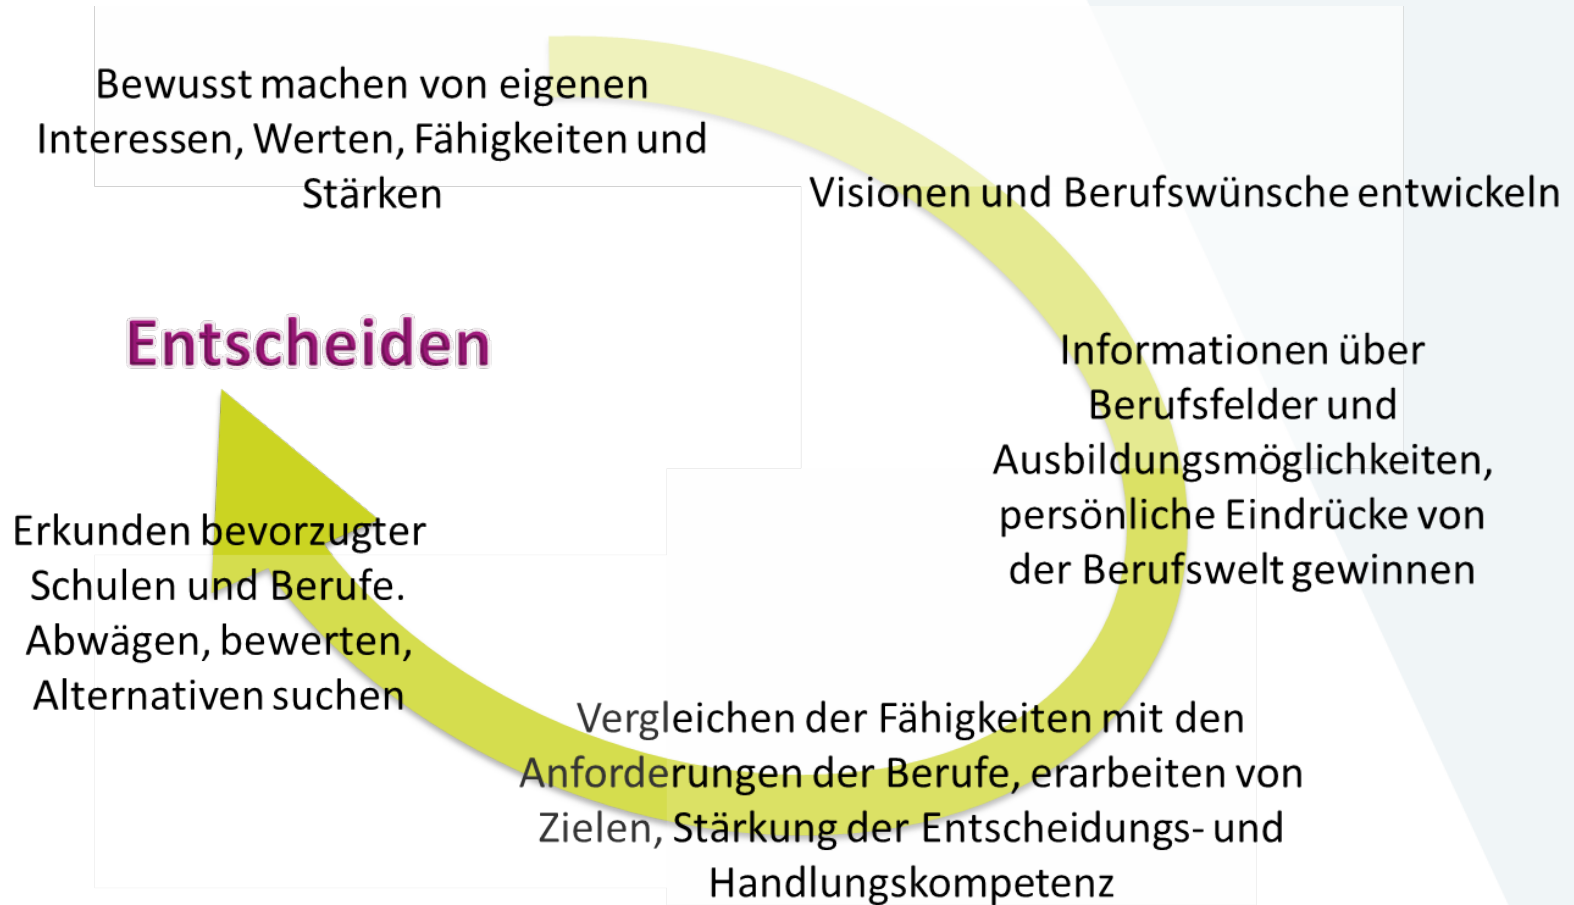 Bewusst machen von eigenen
Interessen, Werten, Fähigkeiten und
Stärken
Visionen und Berufswünsche entwickeln
Informationen über
Berufsfelder und
Ausbildungsmöglichkeiten,
persönliche Eindrücke von
der Berufswelt gewinnen
Vergleichen der Fähigkeiten mit den
Anforderungen der Berufe, erarbeiten von
Zielen, Stärkung der Entscheidungs- und
Handlungskompetenz
Erkunden bevorzugter
Schulen und Berufe.
Abwägen, bewerten,
Alternativen suchen
Entscheiden